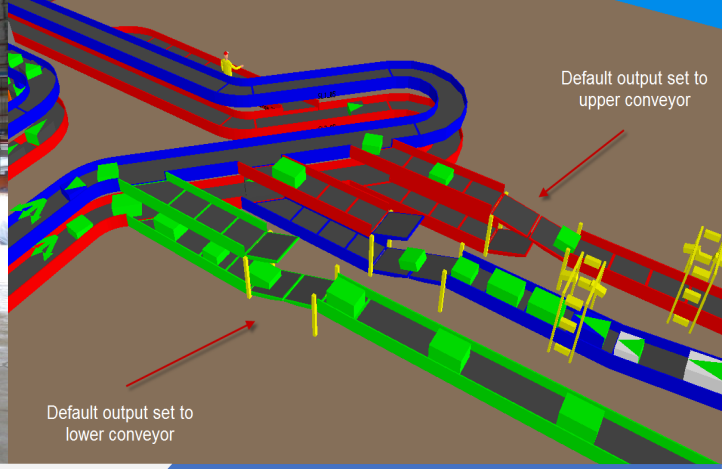 Default output set to
upper conveyor
Default output set to
lower conveyor